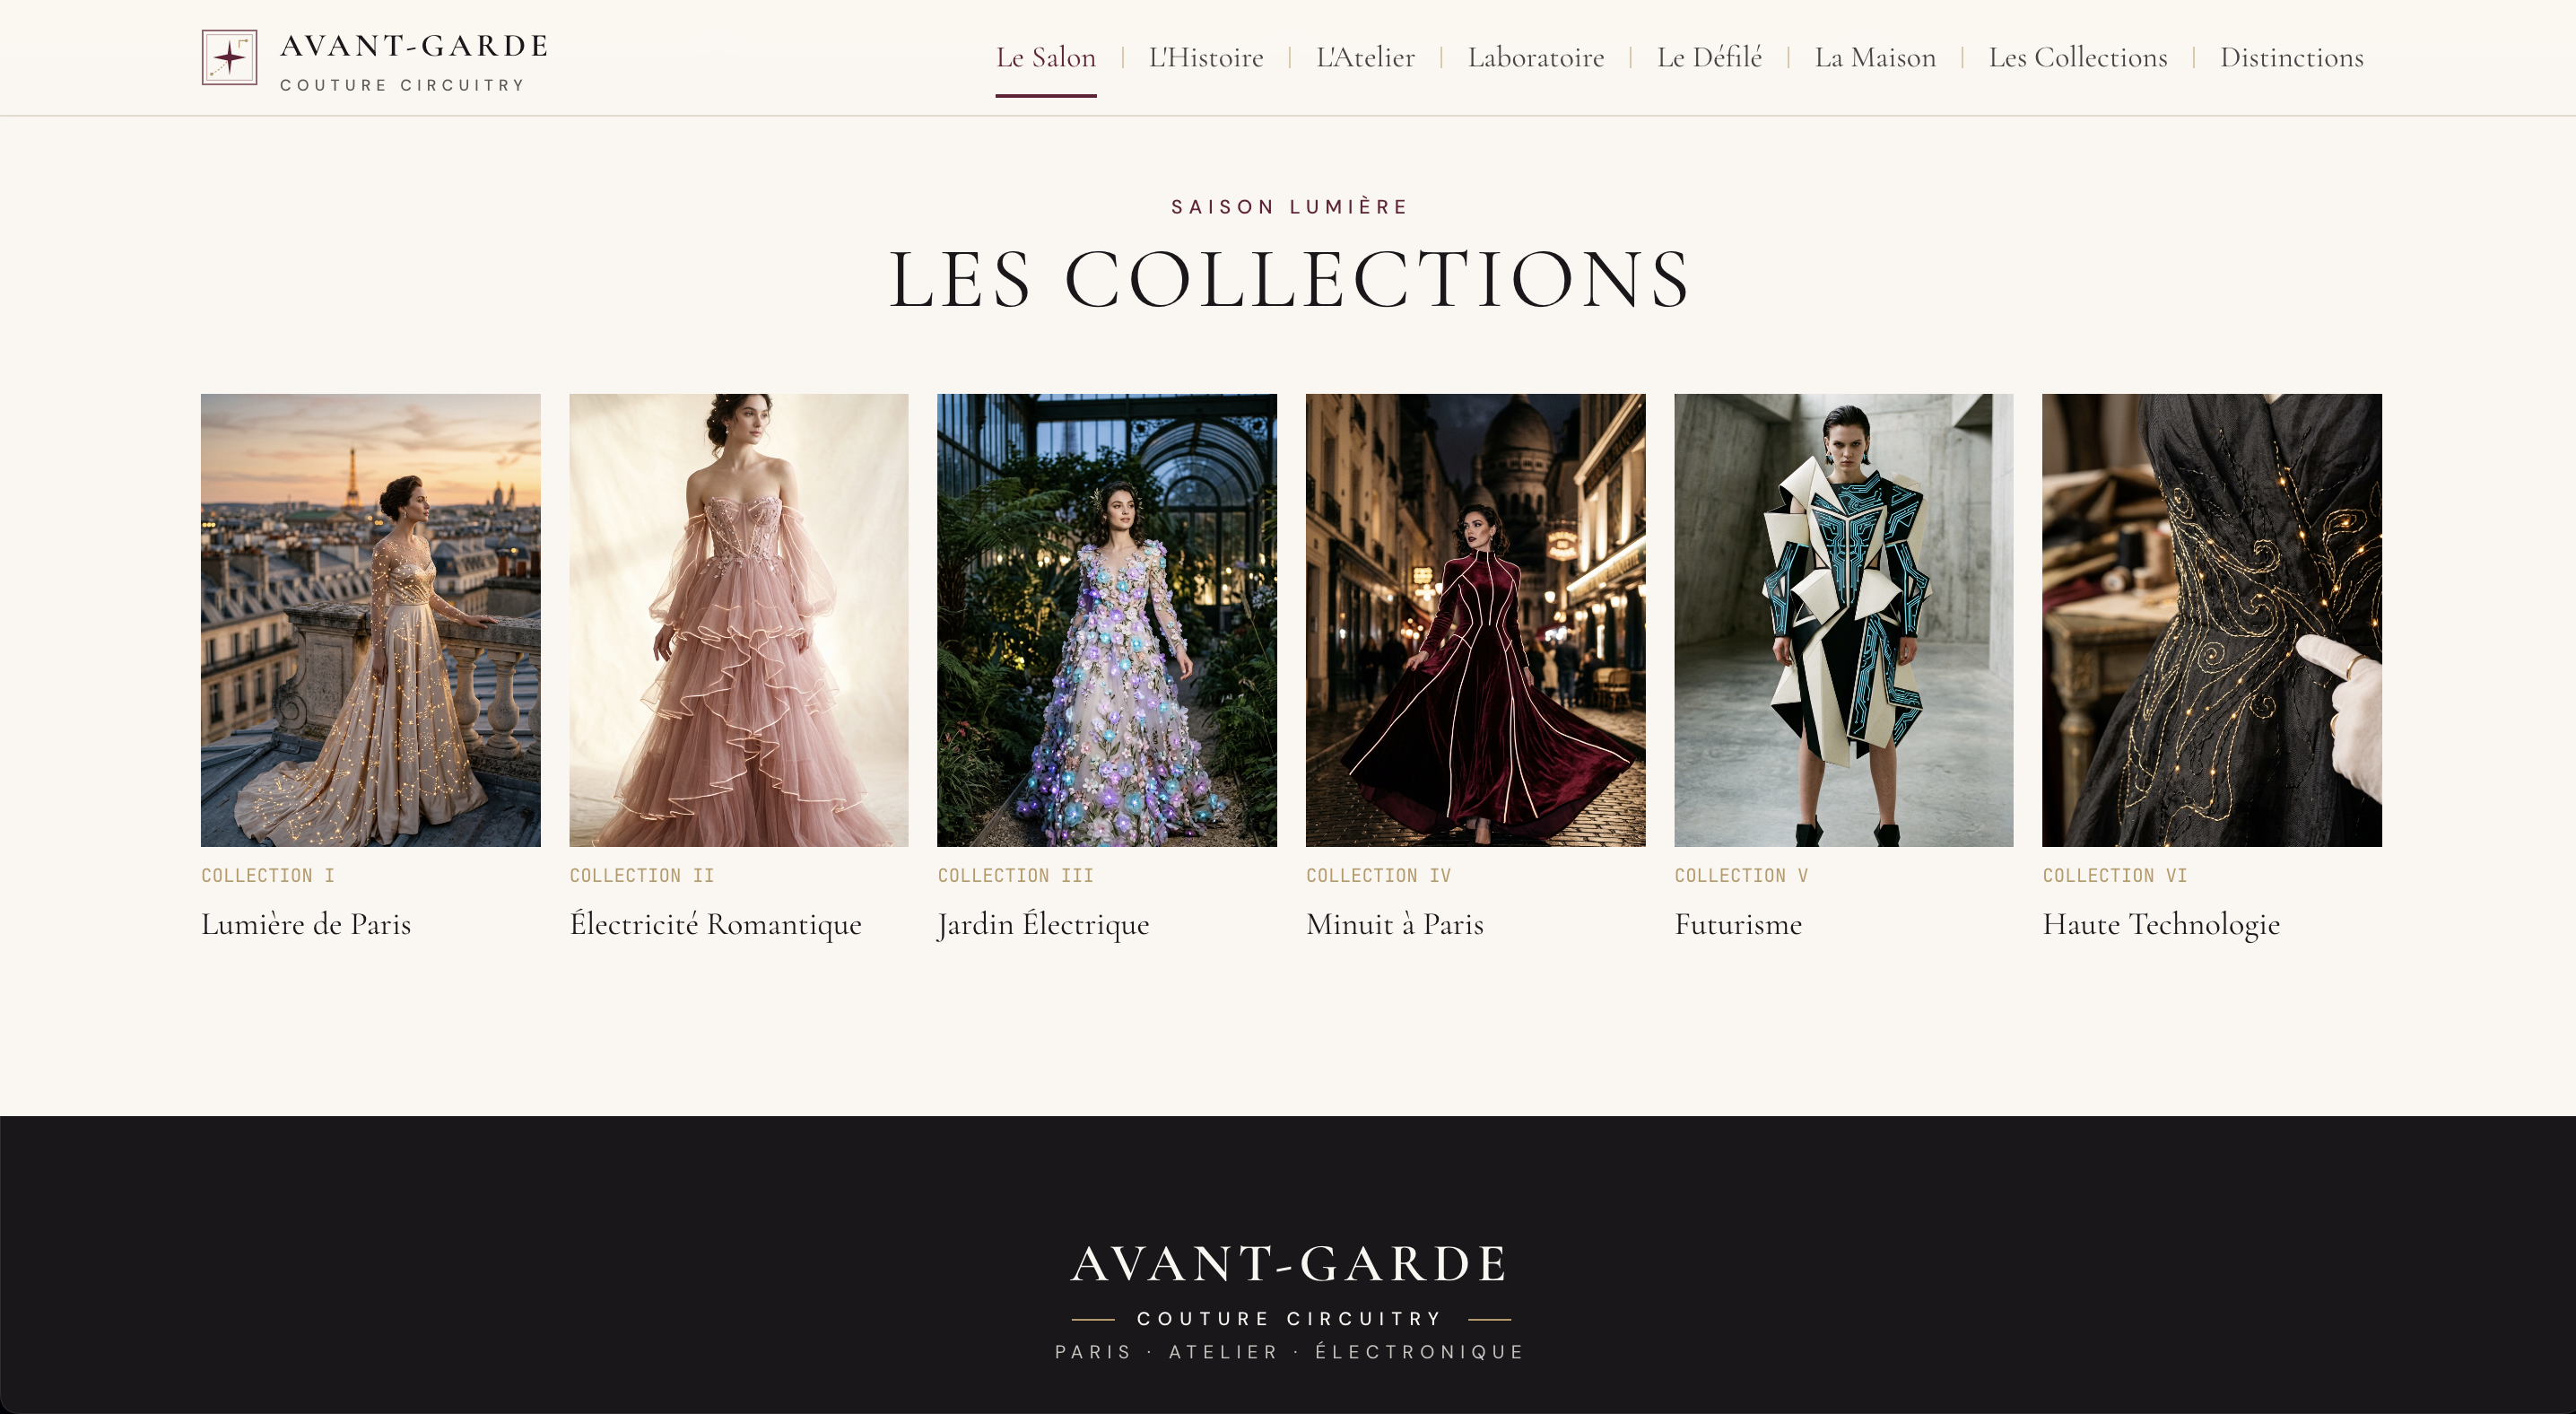 AVANT-GARDE
COUTURE CIRCUITRY
Le Salon
L'Histoire
L'Atelier
Laboratoire
Le Défilé
La Maison
Les Collections
Distinctions
SAISON LUMIÈRE
LES COLLECTIONS
COLLECTION I
Lumière de Paris
COLLECTION II
Électricité Romantique
COLLECTION III
Jardin Électrique
COLLECTION IV
Minuit à Paris
COLLECTION V
Futurisme
COLLECTION VI
Haute Technologie
AVANT-GARDE
COUTURE CIRCUITRY
PARIS · ATELIER · ÉLECTRONIQUE